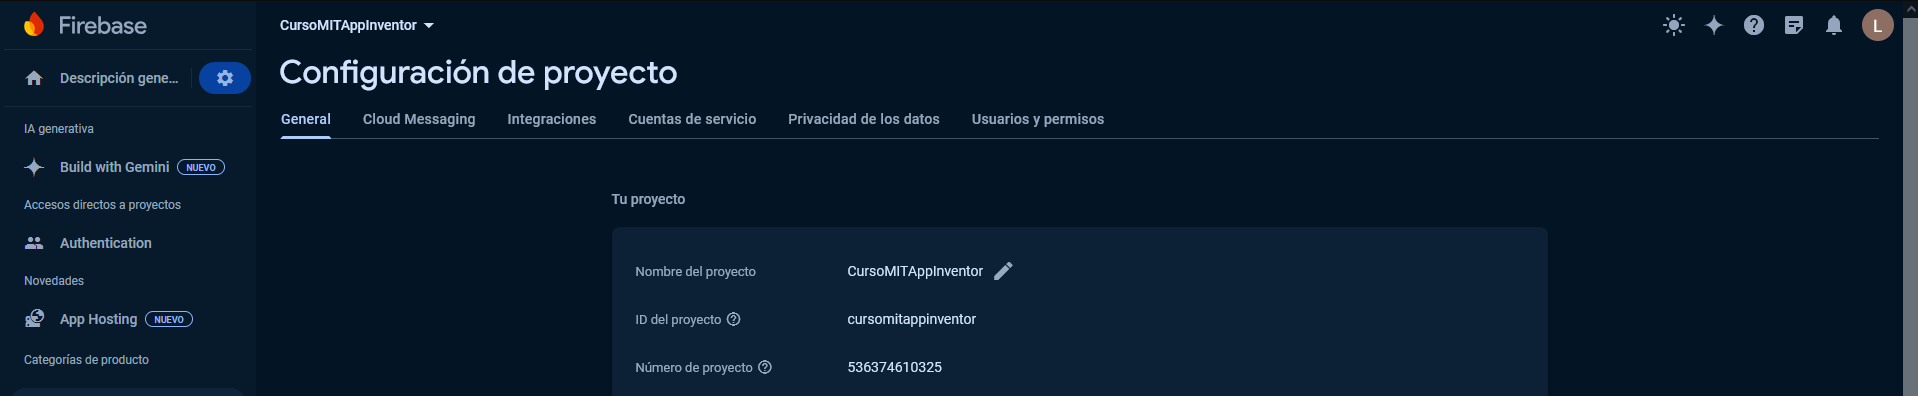 Firebase
Descripción gene...
IA generativa
Build with Gemini NUEVO
Accesos directos a proyectos
Authentication
Novedades
App Hosting NUEVO
Categorías de producto
CursoMITAppInventor
L
Configuración de proyecto
General Cloud Messaging Integraciones Cuentas de servicio Privacidad de los datos Usuarios y permisos
Tu proyecto
Nombre del proyecto CursoMITAppInventor
ID del proyecto cursomitappinventor
Número de proyecto 536374610325